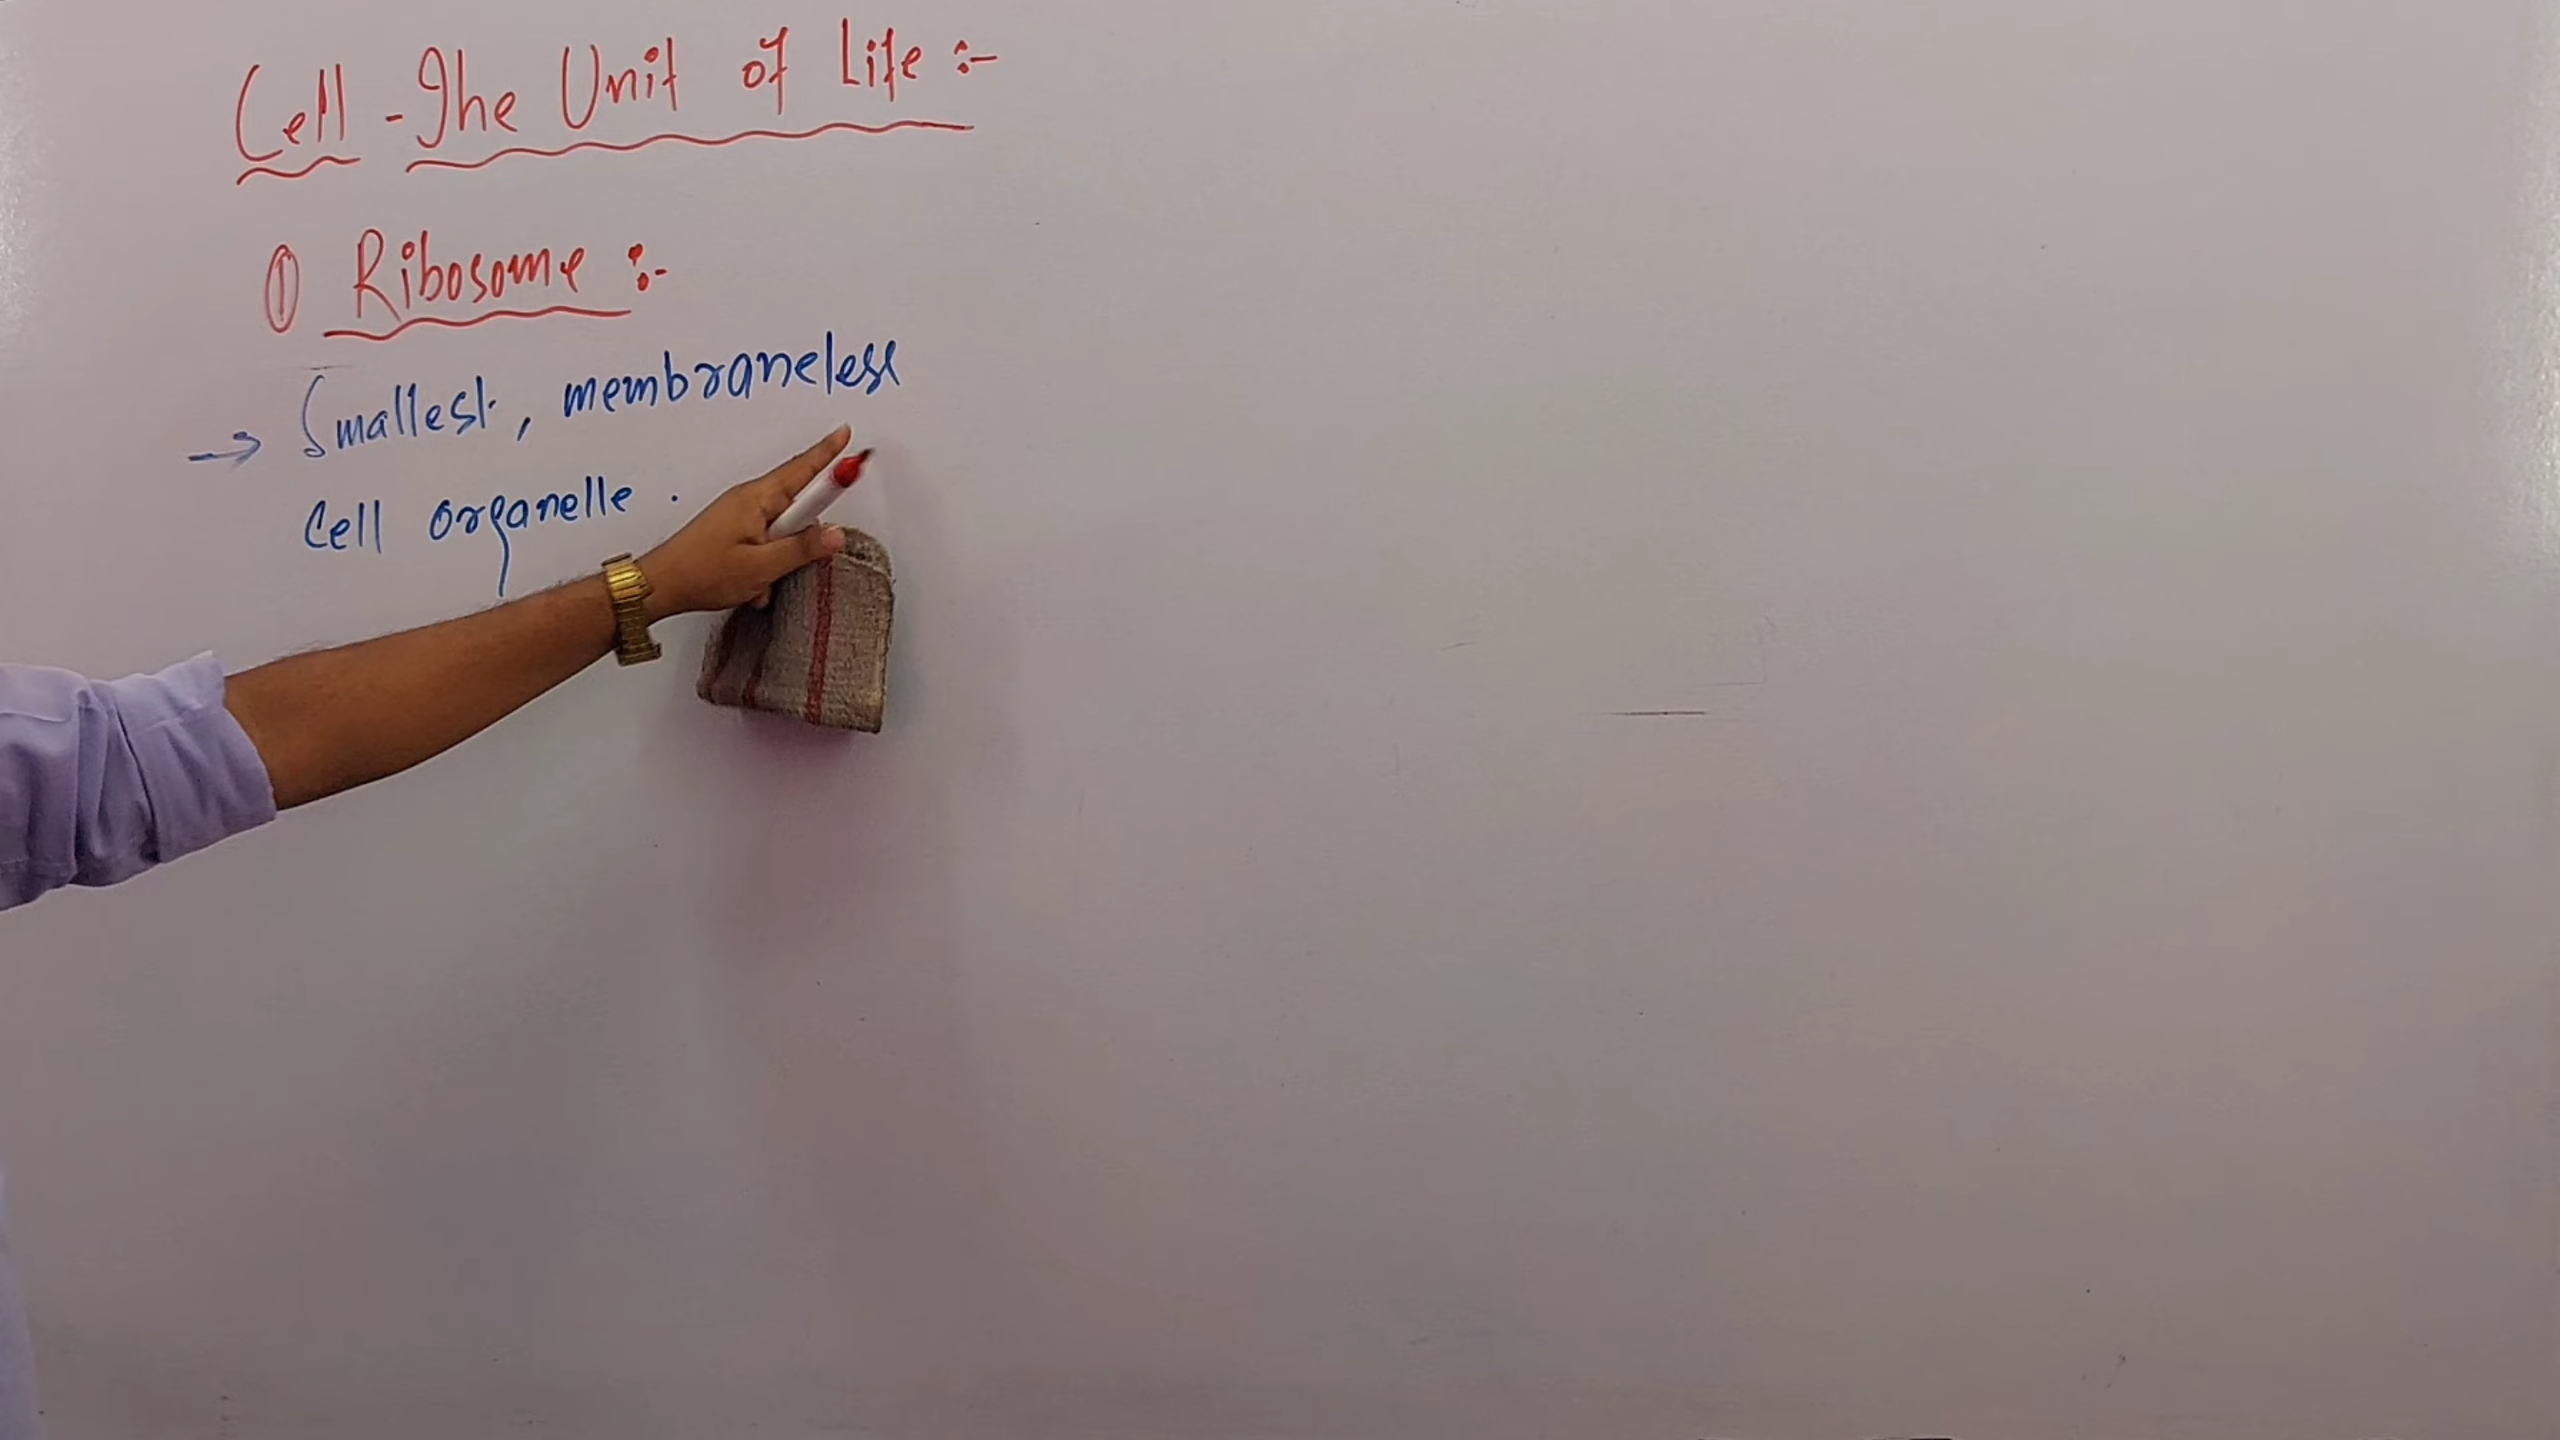 Cell - The Unit of Life :-
① Ribosome :-
→ Smallest, membraneless
Cell organelle .